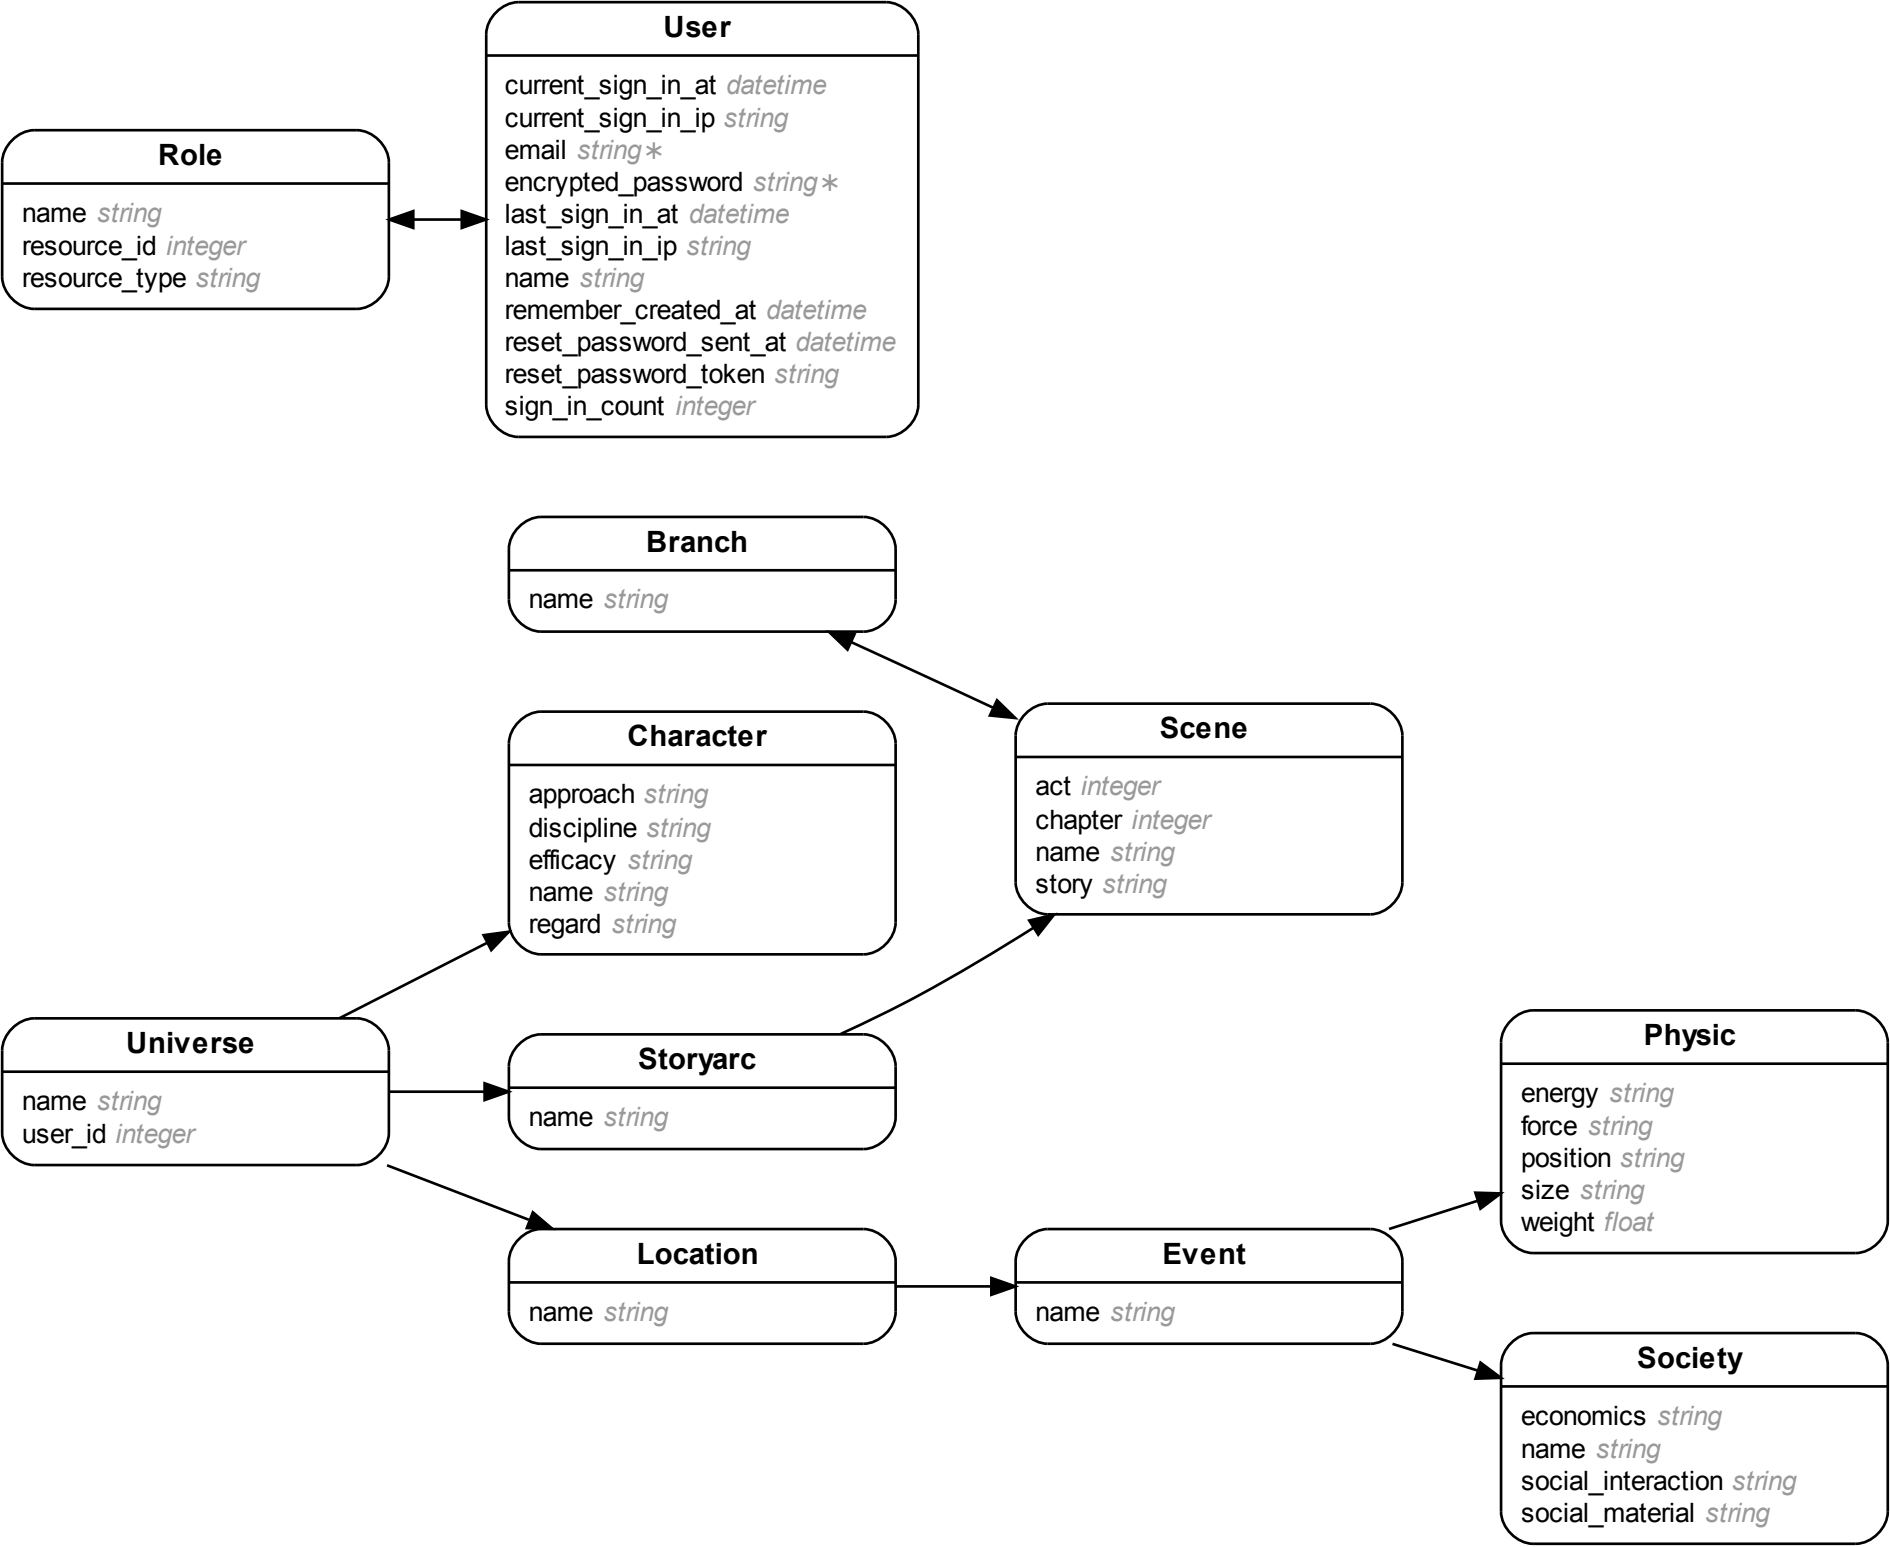 User
current_sign_in_at datetime
current_sign_in_ip string
email string∗
encrypted_password string∗
last_sign_in_at datetime
last_sign_in_ip string
name string
remember_created_at datetime
reset_password_sent_at datetime
reset_password_token string
sign_in_count integer
Role
name string
resource_id integer
resource_type string
Branch
name string
Character
approach string
discipline string
efficacy string
name string
regard string
Scene
act integer
chapter integer
name string
story string
Universe
name string
user_id integer
Storyarc
name string
Physic
energy string
force string
position string
size string
weight float
Location
name string
Event
name string
Society
economics string
name string
social_interaction string
social_material string